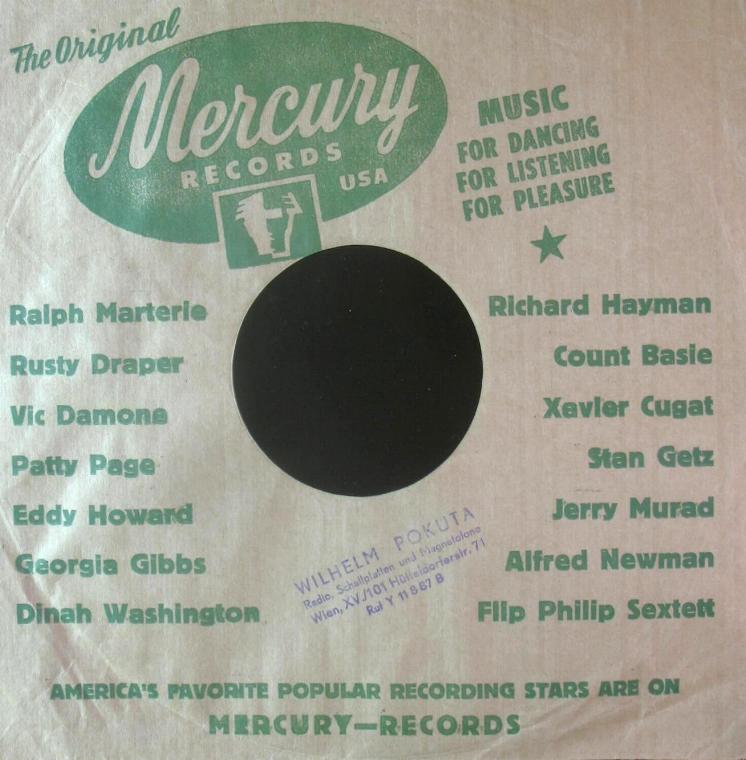 The Original
Mercury
RECORDS
USA
MUSIC
FOR DANCING
FOR LISTENING
FOR PLEASURE
Ralph Marterie
Rusty Draper
Vic Damone
Patty Page
Eddy Howard
Georgia Gibbs
Dinah Washington
Richard Hayman
Count Basie
Xavier Cugat
Stan Getz
Jerry Murad
Alfred Newman
Flip Philip Sextett
WILHELM POKUTA
Radio, Schallplatten und Magnetofone
Wien, XV/101 Hütteldorferstr. 71
Ruf Y 11 8 67 B
AMERICA'S FAVORITE POPULAR RECORDING STARS ARE ON
MERCURY—RECORDS